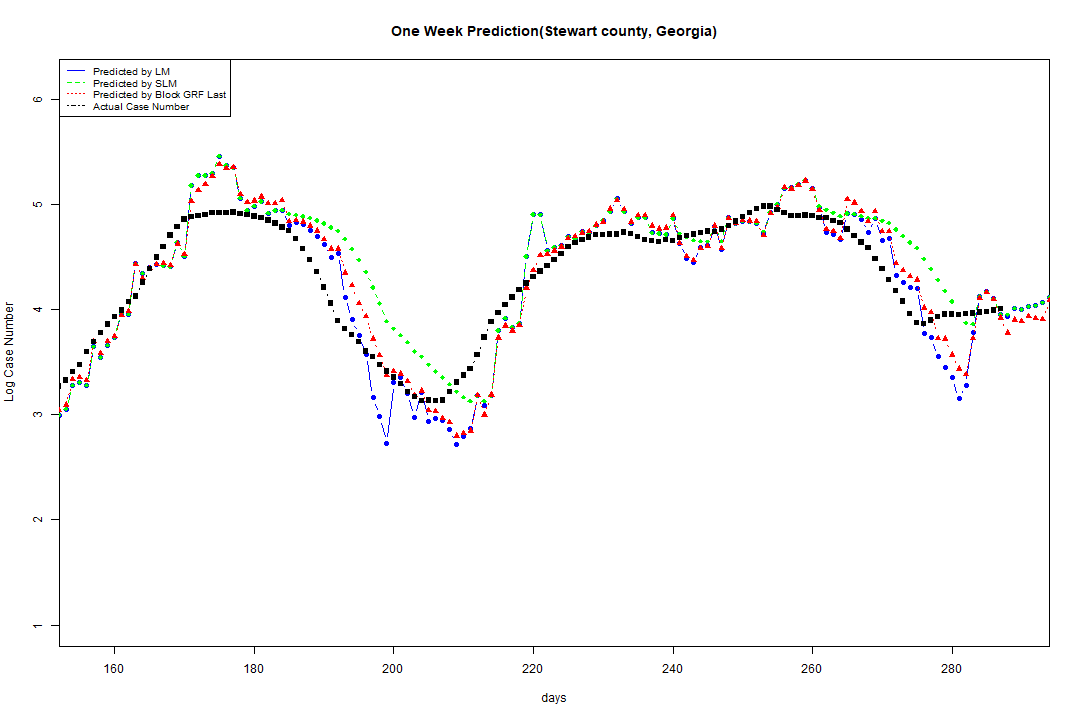 One Week Prediction(Stewart county, Georgia)
Predicted by LM
Predicted by SLM
Predicted by Block GRF Last
Actual Case Number
6
5
4
3
2
1
Log Case Number
160 180 200 220 240 260 280
days